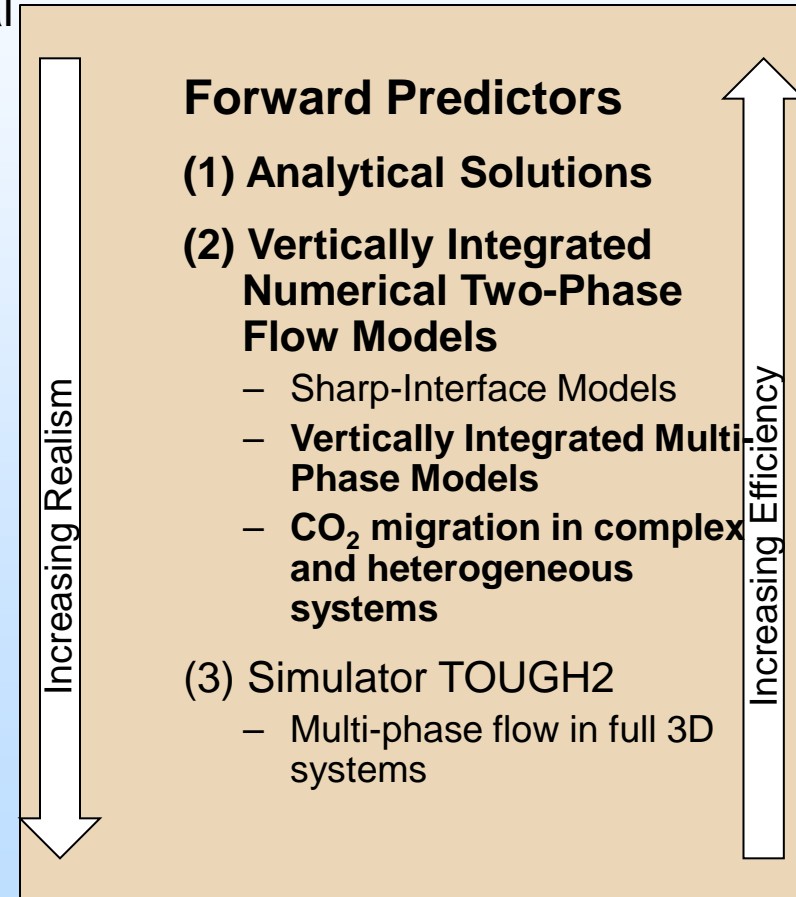 Forward Predictors
(1) Analytical Solutions
(2) Vertically Integrated
Numerical Two-Phase
Flow Models
– Sharp-Interface Models
– Vertically Integrated Multi-
Phase Models
– CO₂ migration in complex
and heterogeneous
systems
(3) Simulator TOUGH2
– Multi-phase flow in full 3D
systems
Increasing Realism
Increasing Efficiency